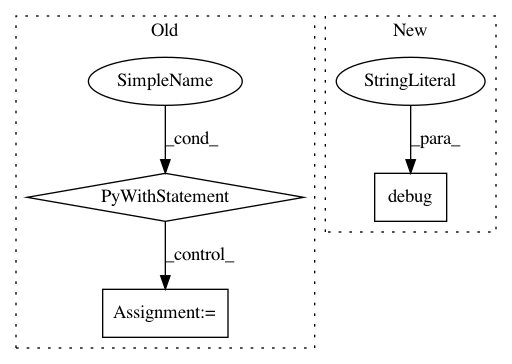 Old
New
SimpleName
StringLiteral
_cond_
_para_
PyWithStatement
debug
_control_
Assignment:=